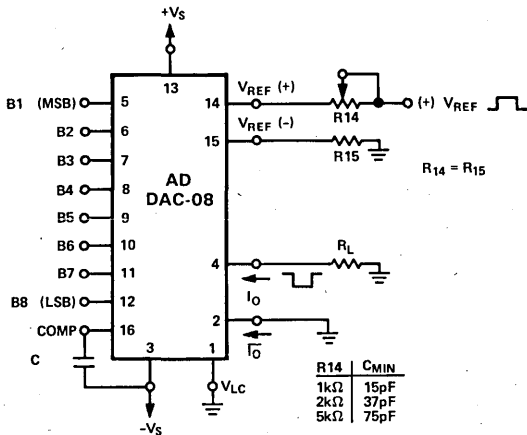 +VS
13
B1 (MSB) 5
B2 6
B3 7
B4 8
B5 9
B6 10
B7 11
B8 (LSB) 12
COMP 16
C
AD
DAC-08
14 VREF (+)
R14
(+) VREF
15 VREF (-)
R15
R14 = R15
4
RL
IO
2
IO
3
1
VLC
-VS
R14 CMIN
1kΩ 15pF
2kΩ 37pF
5kΩ 75pF